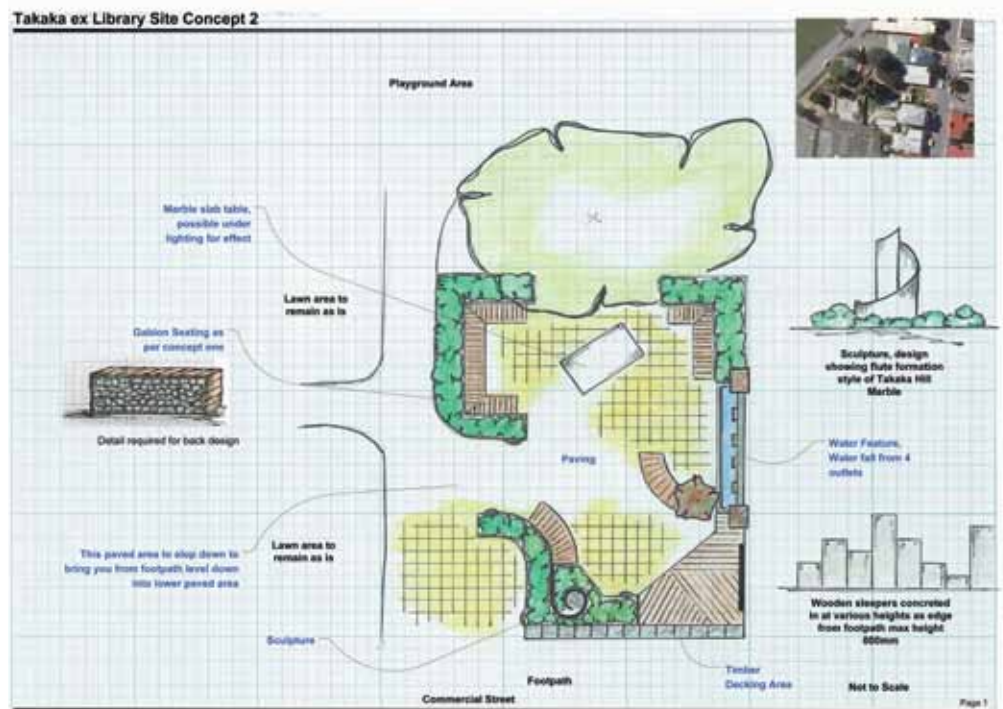 Takaka ex Library Site Concept 2
Playground Area
Marble slab table,
possible under
lighting for effect
Lawn area to
remain as is
Gabion Seating as
per concept one
Detail required for back design
Sculpture, design
showing flute formation
style of Takaka Hill
Marble
Paving
Water Feature,
Water fall from 4
outlets
This paved area to step down to
bring you from footpath level down
into lower paved area
Lawn area to
remain as is
Wooden sleepers concreted
in at various heights as edge
from footpath max height
600mm
Sculpture
Timber
Decking Area
Footpath
Not to Scale
Commercial Street
Page 1